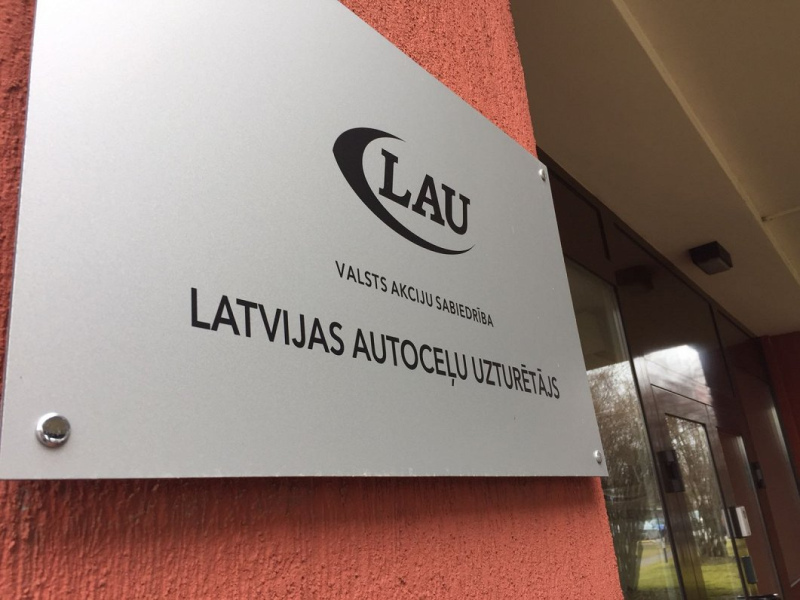 LAU
VALSTS AKCIJU SABIEDRĪBA
LATVIJAS AUTOCEĻU UZTURĒTĀJS